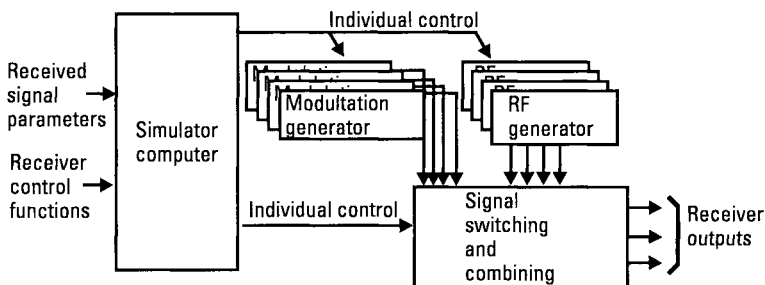 Individual control
Received
signal
parameters
Receiver
control
functions
Simulator
computer
Modultation
generator
RF
generator
Individual control
Signal
switching
and
combining
Receiver
outputs